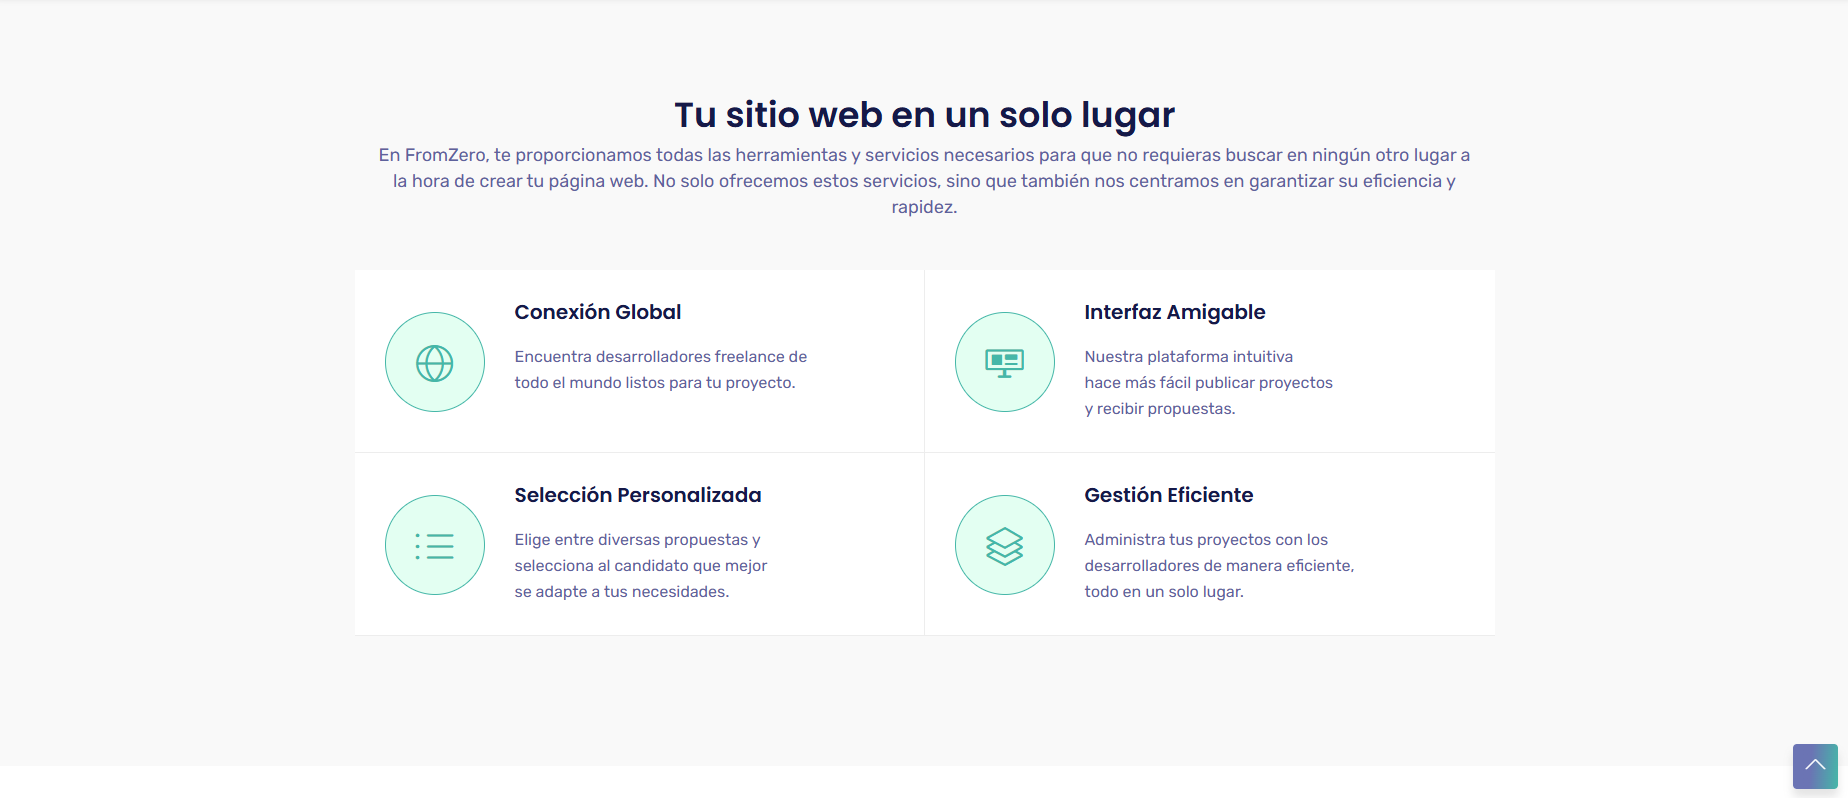 Tu sitio web en un solo lugar
En FromZero, te proporcionamos todas las herramientas y servicios necesarios para que no requieras buscar en ningún otro lugar a
la hora de crear tu página web. No solo ofrecemos estos servicios, sino que también nos centramos en garantizar su eficiencia y
rapidez.
Conexión Global
Encuentra desarrolladores freelance de
todo el mundo listos para tu proyecto.
Interfaz Amigable
Nuestra plataforma intuitiva
hace más fácil publicar proyectos
y recibir propuestas.
Selección Personalizada
Elige entre diversas propuestas y
selecciona al candidato que mejor
se adapte a tus necesidades.
Gestión Eficiente
Administra tus proyectos con los
desarrolladores de manera eficiente,
todo en un solo lugar.